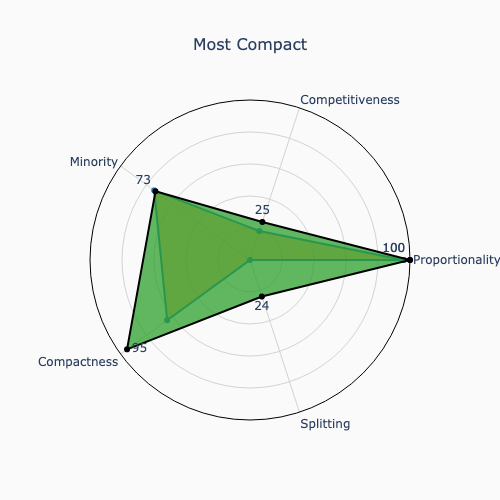 Most Compact
Competitiveness
Minority
73
25
100
Proportionality
24
95
Compactness
Splitting